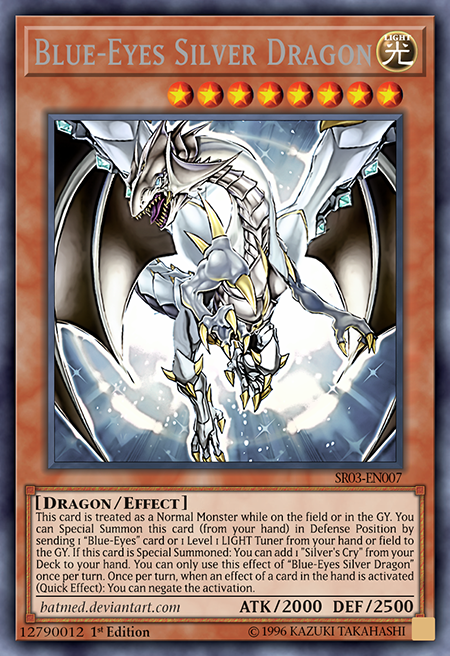 Blue-Eyes Silver Dragon
LIGHT
光
SR03-EN007
[Dragon/Effect]
This card is treated as a Normal Monster while on the field or in the GY. You
can Special Summon this card (from your hand) in Defense Position by
sending 1 "Blue-Eyes" card or 1 Level 1 LIGHT Tuner from your hand or field to
the GY. If this card is Special Summoned: You can add 1 "Silver's Cry" from your
Deck to your hand. You can only use this effect of "Blue-Eyes Silver Dragon"
once per turn. Once per turn, when an effect of a card in the hand is activated
(Quick Effect): You can negate the activation.
batmed.deviantart.com ATK/2000 DEF/2500
12790012 1st Edition © 1996 KAZUKI TAKAHASHI